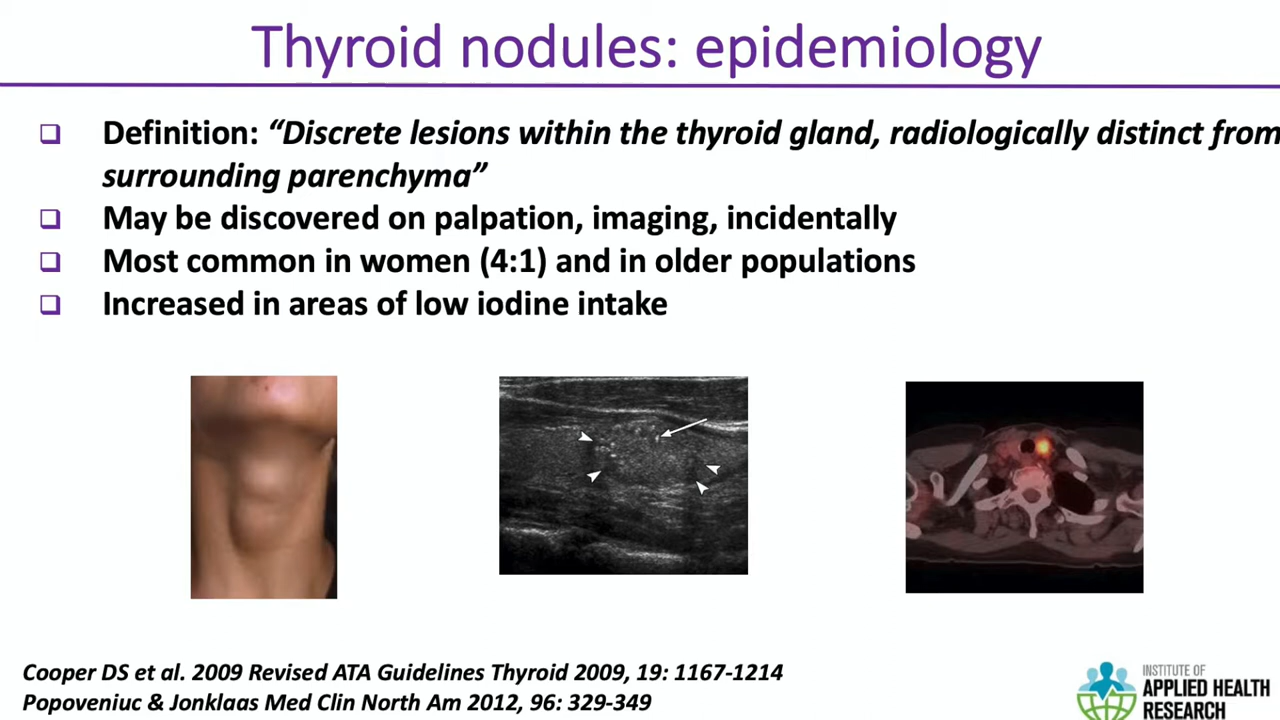 Thyroid nodules: epidemiology
Definition: “Discrete lesions within the thyroid gland, radiologically distinct from
surrounding parenchyma”
May be discovered on palpation, imaging, incidentally
Most common in women (4:1) and in older populations
Increased in areas of low iodine intake
Cooper DS et al. 2009 Revised ATA Guidelines Thyroid 2009, 19: 1167-1214
Popoveniuc & Jonklaas Med Clin North Am 2012, 96: 329-349
INSTITUTE OF
APPLIED HEALTH
RESEARCH